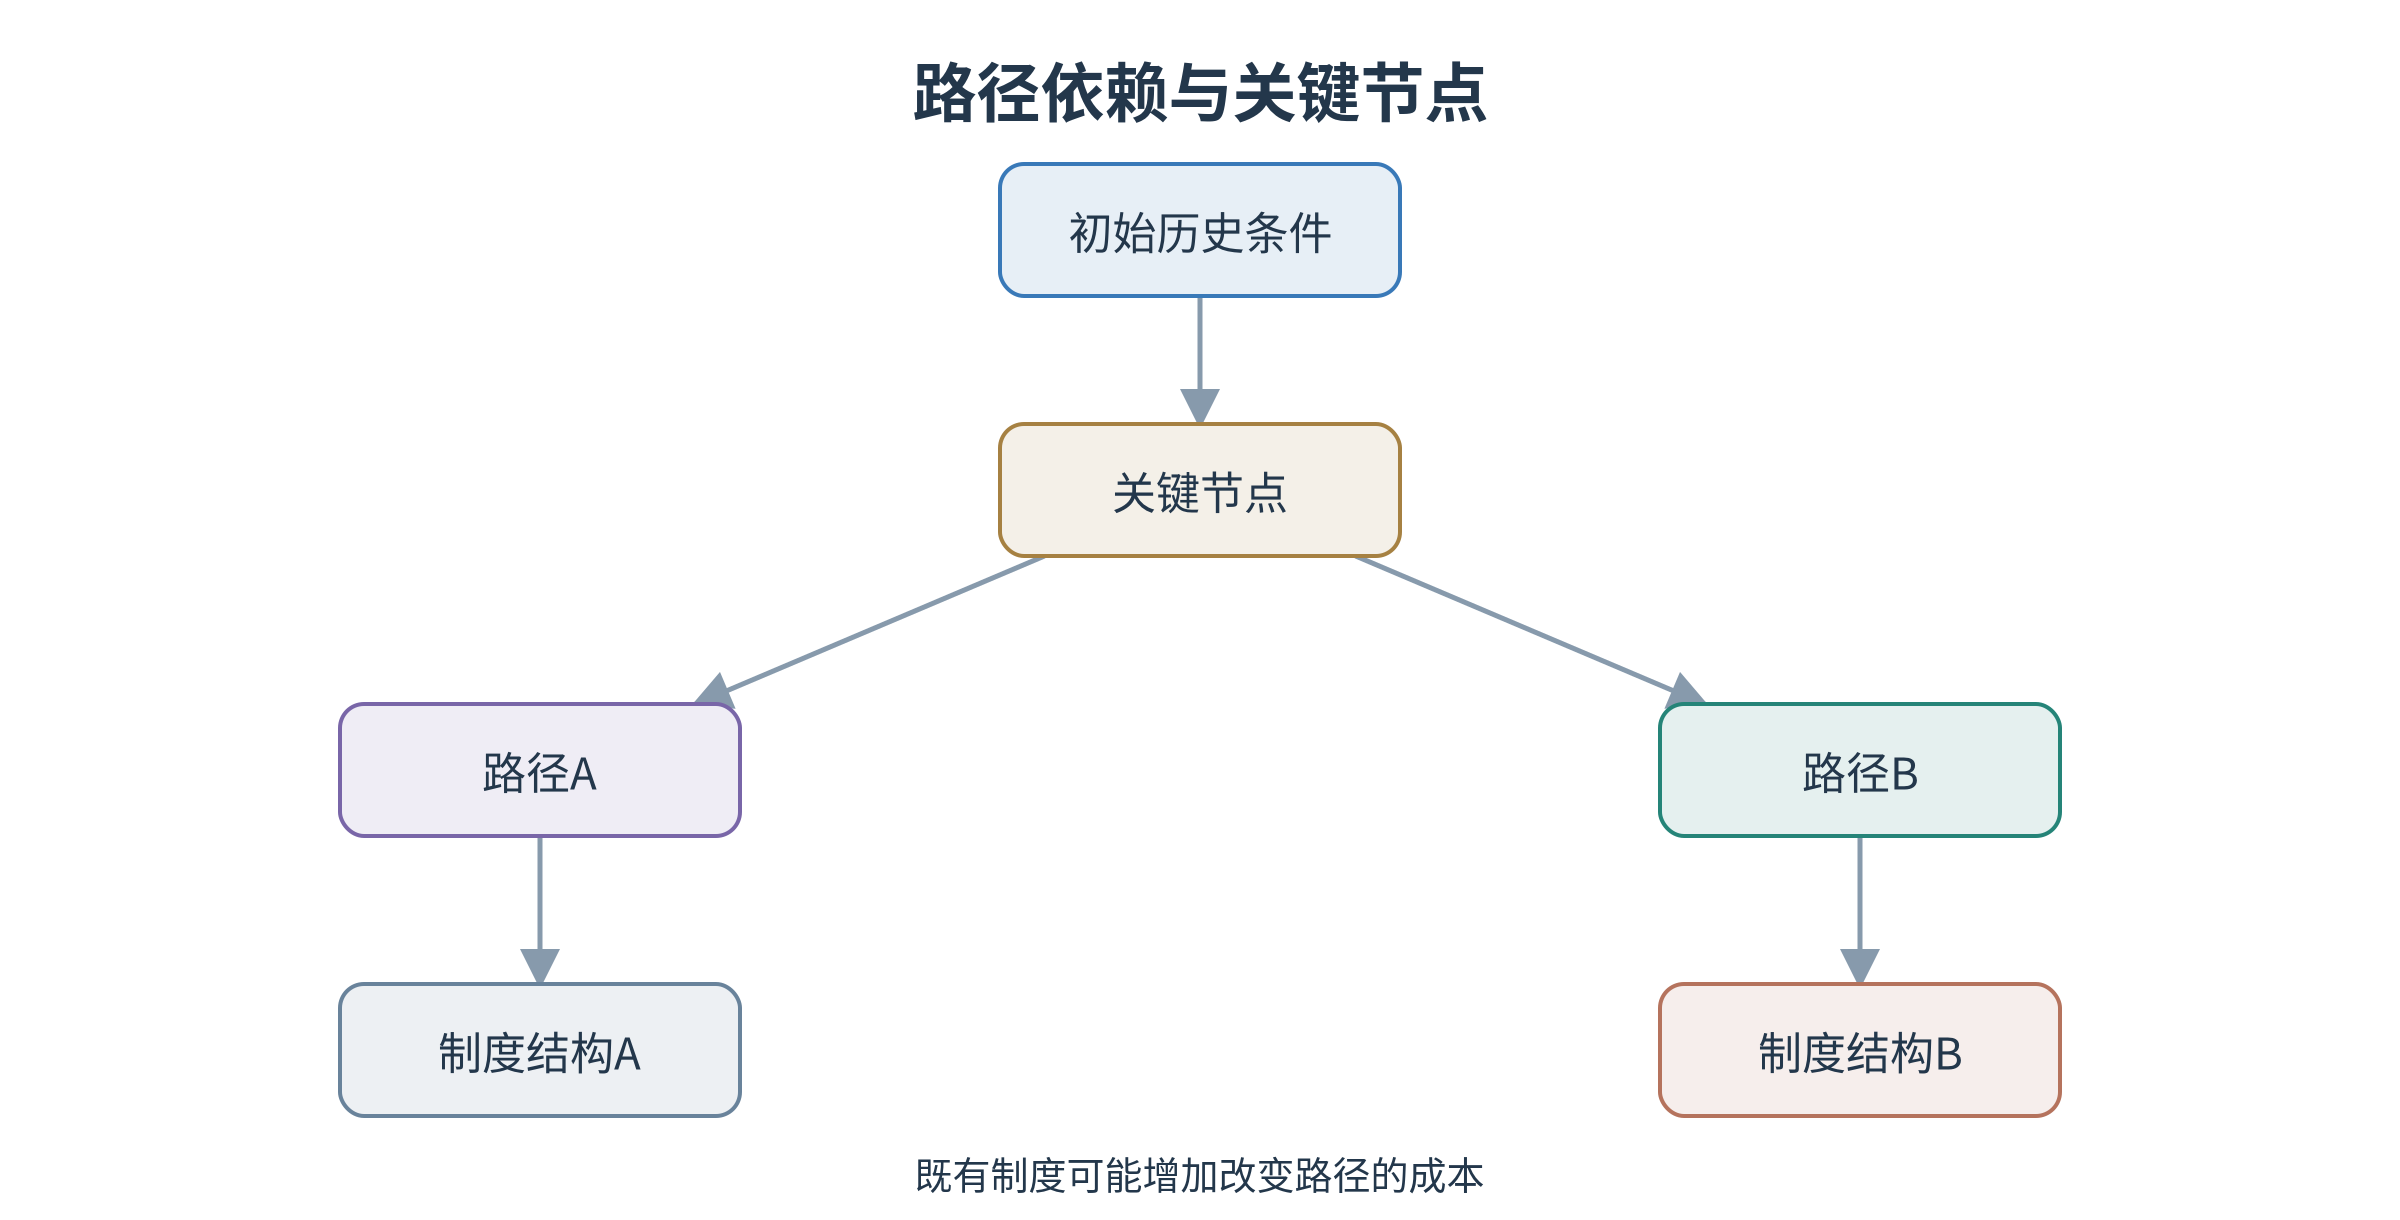 路径依赖与关键节点
初始历史条件
关键节点
路径A
路径B
制度结构A
制度结构B
既有制度可能增加改变路径的成本